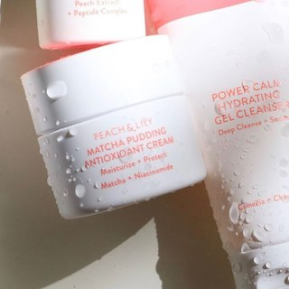 Peach Extract
+ Peptide Complex
PEACH & LILY
MATCHA PUDDING
ANTIOXIDANT CREAM
Moisturize + Protect
Matcha + Niacinamide
POWER CALM
HYDRATING
GEL CLEANSER
Deep Cleanse +